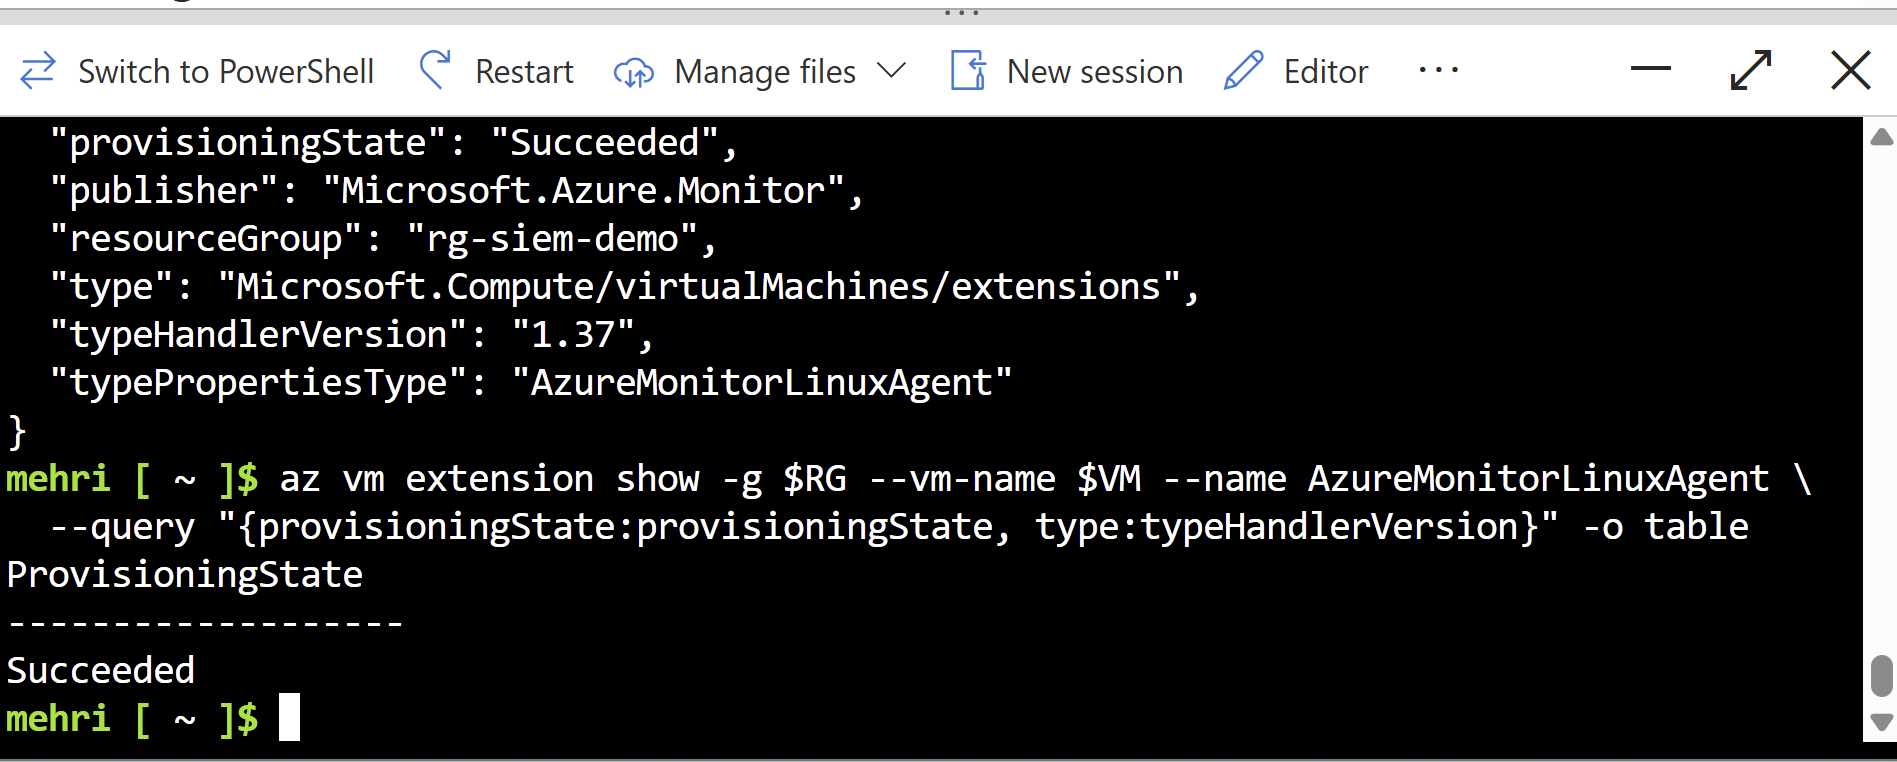 Switch to PowerShell Restart Manage files New session Editor ...
"provisioningState": "Succeeded",
"publisher": "Microsoft.Azure.Monitor",
"resourceGroup": "rg-siem-demo",
"type": "Microsoft.Compute/virtualMachines/extensions",
"typeHandlerVersion": "1.37",
"typePropertiesType": "AzureMonitorLinuxAgent"
}
mehri [ ~ ]$ az vm extension show -g $RG --vm-name $VM --name AzureMonitorLinuxAgent \
--query "{provisioningState:provisioningState, type:typeHandlerVersion}" -o table
ProvisioningState
-------------------
Succeeded
mehri [ ~ ]$